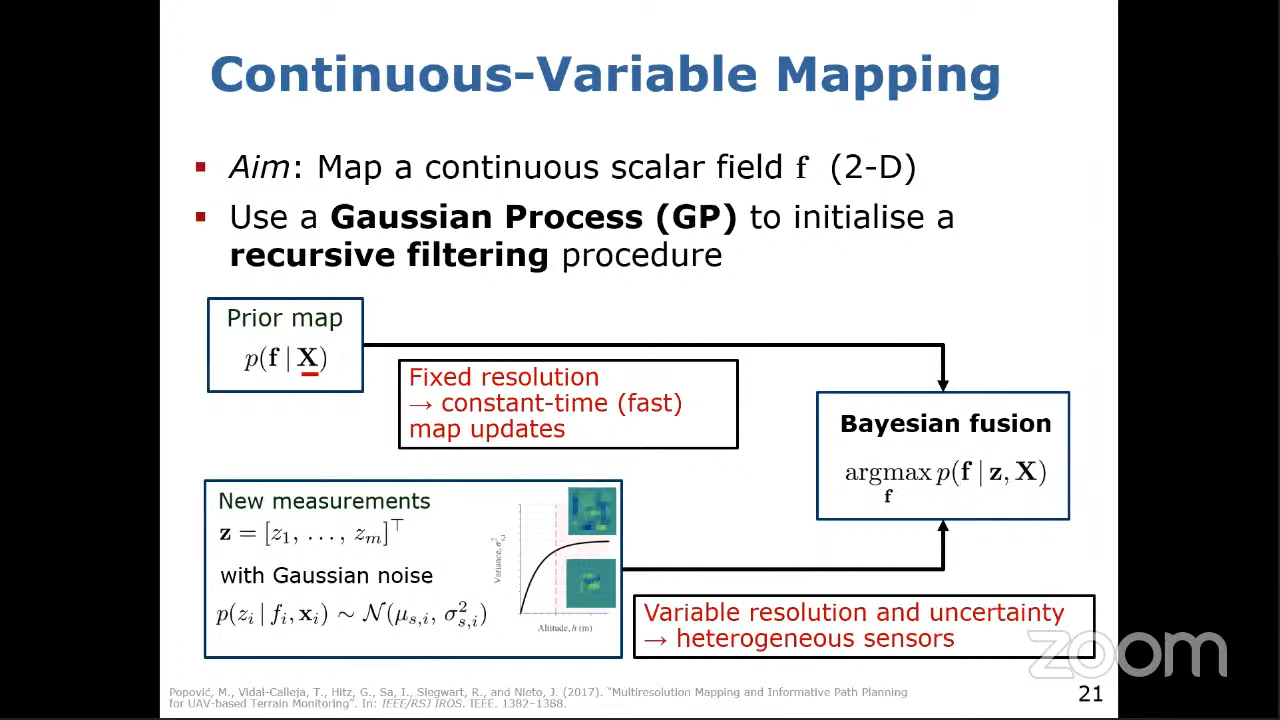 Continuous-Variable Mapping
▪ Aim: Map a continuous scalar field f (2-D)
▪ Use a Gaussian Process (GP) to initialise a
recursive filtering procedure
Prior map
p(f | X)
Fixed resolution
→ constant-time (fast)
map updates
Bayesian fusion
argmax p(f | z, X)
f
New measurements
z = [z₁, …, zₘ]⊤
with Gaussian noise
p(zᵢ | fᵢ, xᵢ) ∼ 𝒩(μₛ,ᵢ, σ²ₛ,ᵢ)
Variance, σ²ₛ,ᵢ
Altitude, h (m)
Variable resolution and uncertainty
→ heterogeneous sensors
zoom
Popović, M., Vidal-Calleja, T., Hitz, G., Sa, I., Siegwart, R., and Nieto, J. (2017). “Multiresolution Mapping and Informative Path Planning
for UAV-based Terrain Monitoring”. In: IEEE/RSJ IROS. IEEE. 1382–1388.
21